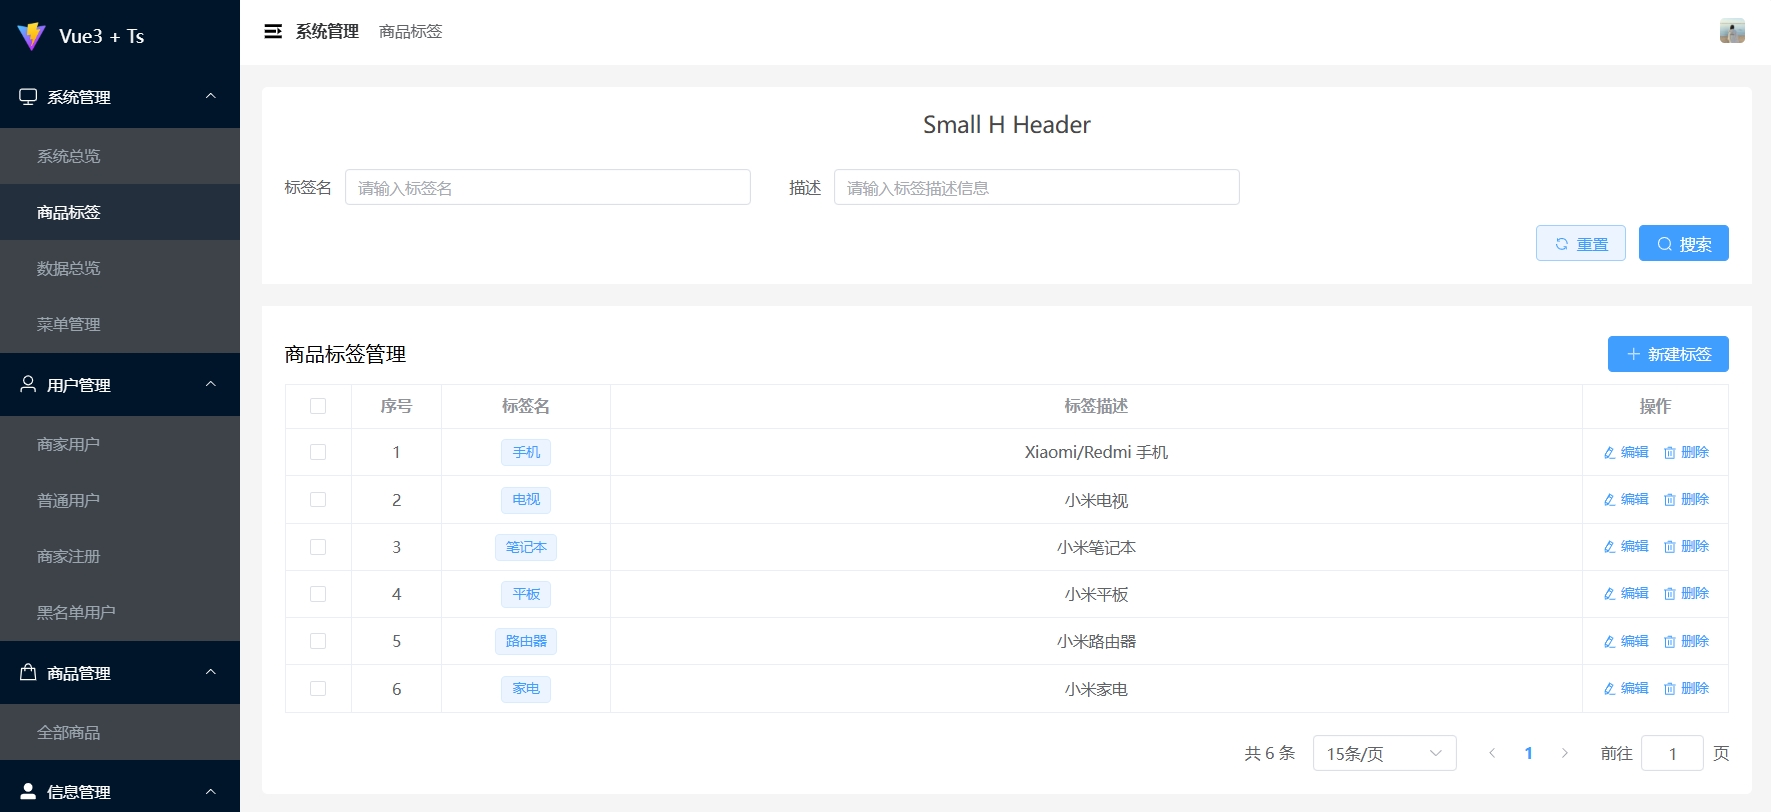 Vue3 + Ts
系统管理
系统总览
商品标签
数据总览
菜单管理
用户管理
商家用户
普通用户
商家注册
黑名单用户
商品管理
全部商品
信息管理
系统管理 商品标签
Small H Header
标签名 请输入标签名 描述 请输入标签描述信息
重置 搜索
商品标签管理 新建标签
序号 标签名 标签描述 操作
1 手机 Xiaomi/Redmi 手机 编辑 删除
2 电视 小米电视 编辑 删除
3 笔记本 小米笔记本 编辑 删除
4 平板 小米平板 编辑 删除
5 路由器 小米路由器 编辑 删除
6 家电 小米家电 编辑 删除
共 6 条 15条/页 1 前往 1 页